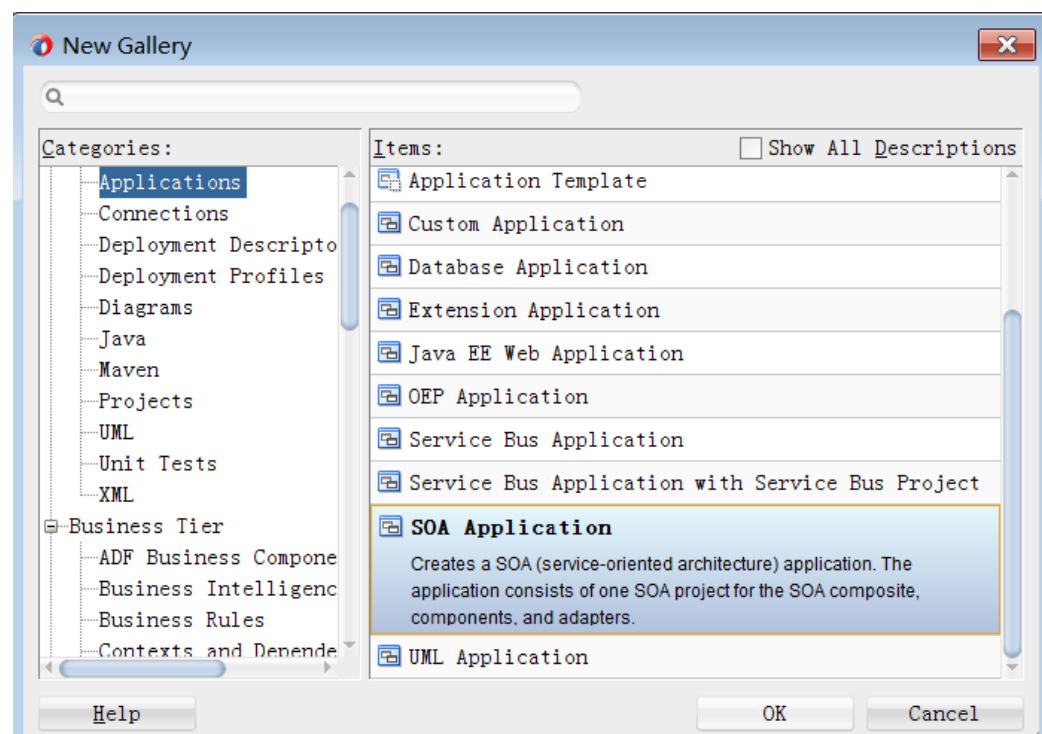 New Gallery
Categories:
Applications
Connections
Deployment Descripto
Deployment Profiles
Diagrams
Java
Maven
Projects
UML
Unit Tests
XML
Business Tier
ADF Business Compone
Business Intelligenc
Business Rules
Contexts and Depende
Items:
Show All Descriptions
Application Template
Custom Application
Database Application
Extension Application
Java EE Web Application
OEP Application
Service Bus Application
Service Bus Application with Service Bus Project
SOA Application
Creates a SOA (service-oriented architecture) application. The
application consists of one SOA project for the SOA composite,
components, and adapters.
UML Application
Help
OK
Cancel